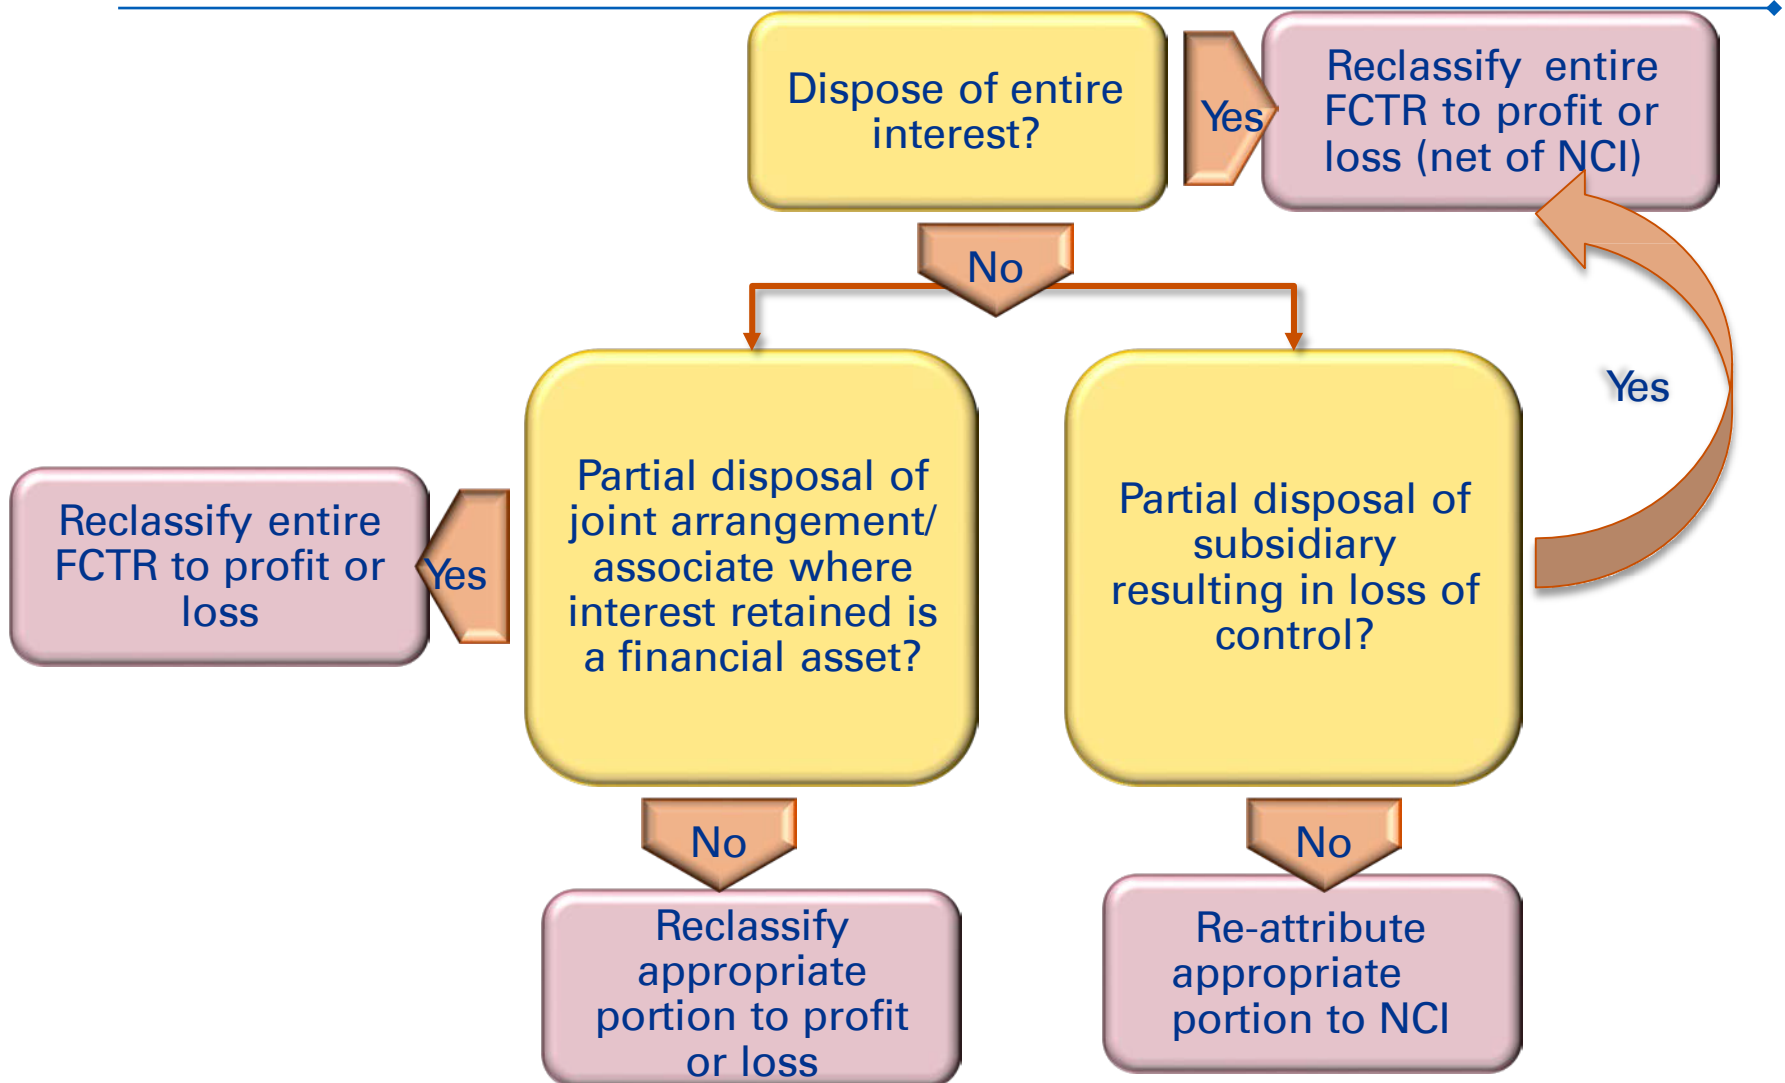 Dispose of entire
interest?
Yes
Reclassify entire
FCTR to profit or
loss (net of NCI)
No
Yes
Reclassify entire
FCTR to profit or
loss
Yes
Partial disposal of
joint arrangement/
associate where
interest retained is
a financial asset?
Partial disposal of
subsidiary
resulting in loss of
control?
No
No
Reclassify
appropriate
portion to profit
or loss
Re-attribute
appropriate
portion to NCI